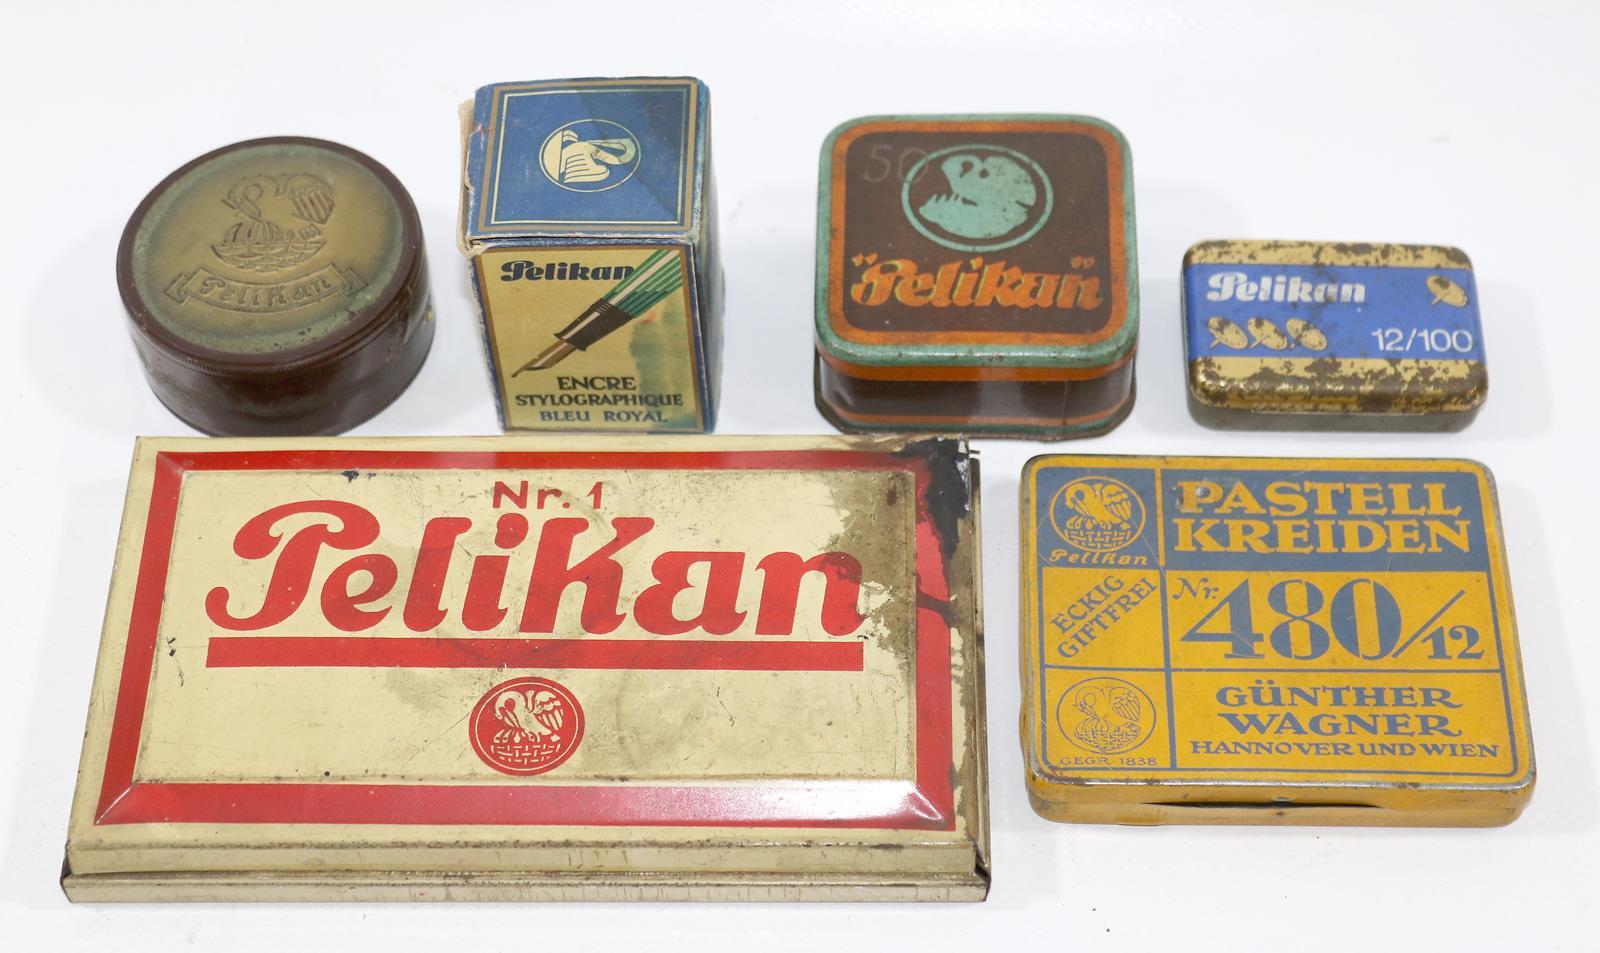 Pelikan
Pelikan
ENCRE
STYLOGRAPHIQUE
BLEU ROYAL
50
"Pelikan"
Pelikan
12/100
Nr. 1
Pelikan
Pelikan
PASTELL
KREIDEN
ECKIG
GIFTFREI
Nr. 480/12
GÜNTHER
WAGNER
HANNOVER UND WIEN
GEGR. 1838